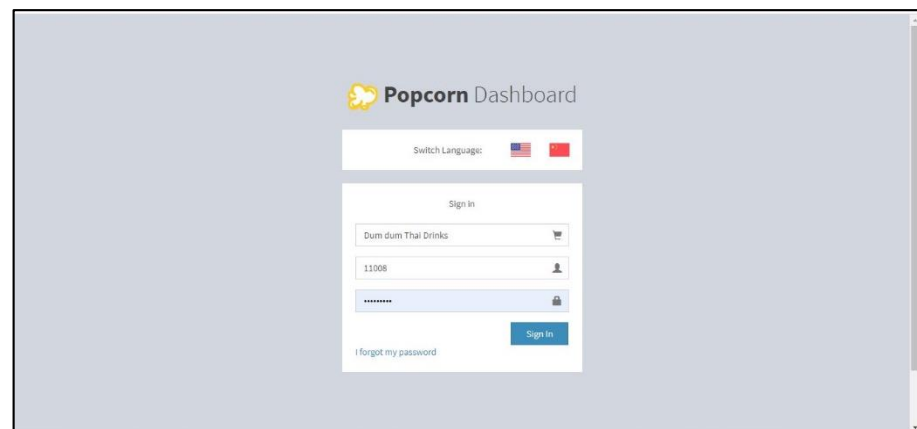 Popcorn Dashboard
Switch Language:
Sign in
Dum dum Thai Drinks
11008
•••••••••
Sign In
I forgot my password